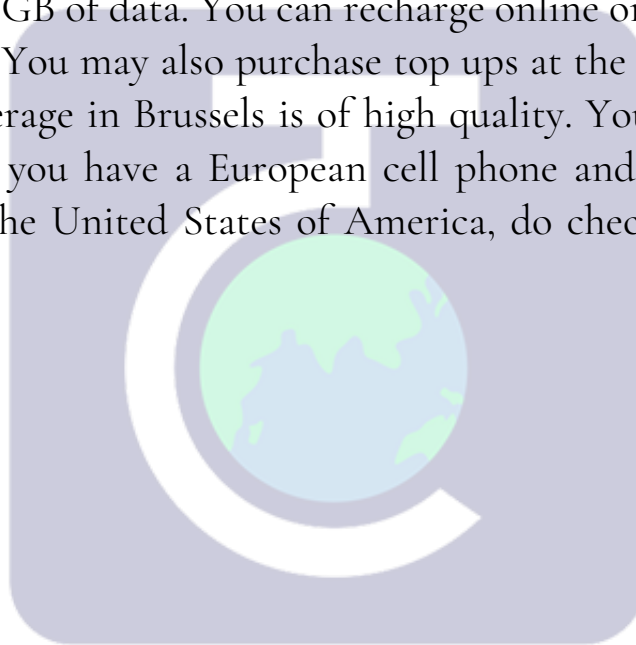 GB of data. You can recharge online or
You may also purchase top ups at the
erage in Brussels is of high quality. You
you have a European cell phone and
he United States of America, do chec